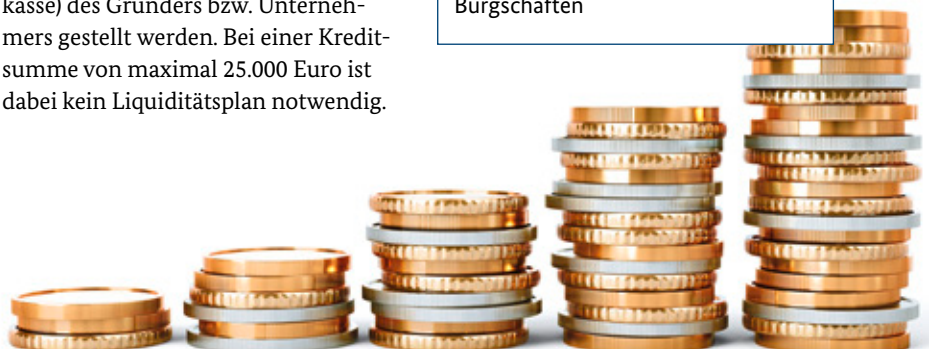 kasse) des Gründers bzw. Unterneh-
mers gestellt werden. Bei einer Kredit-
summe von maximal 25.000 Euro ist
dabei kein Liquiditätsplan notwendig.
Bürgschaften